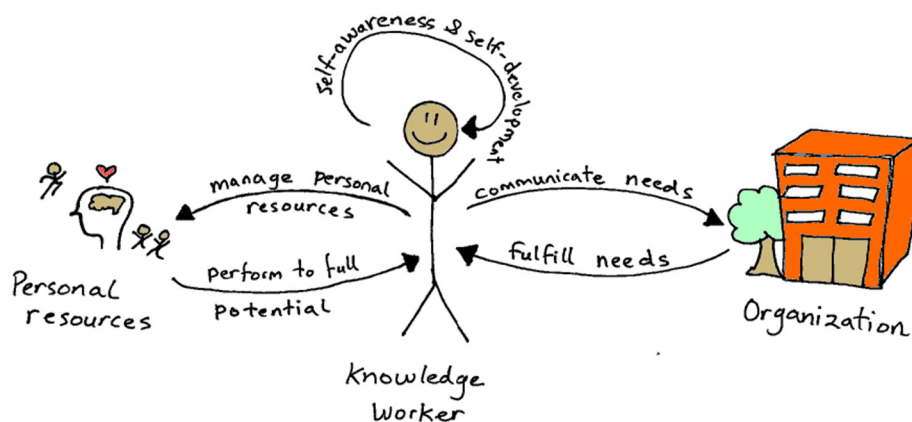 self-awareness & self-development
manage personal
resources
communicate needs
perform to full
potential
fulfill needs
Personal
resources
Organization
Knowledge
Worker